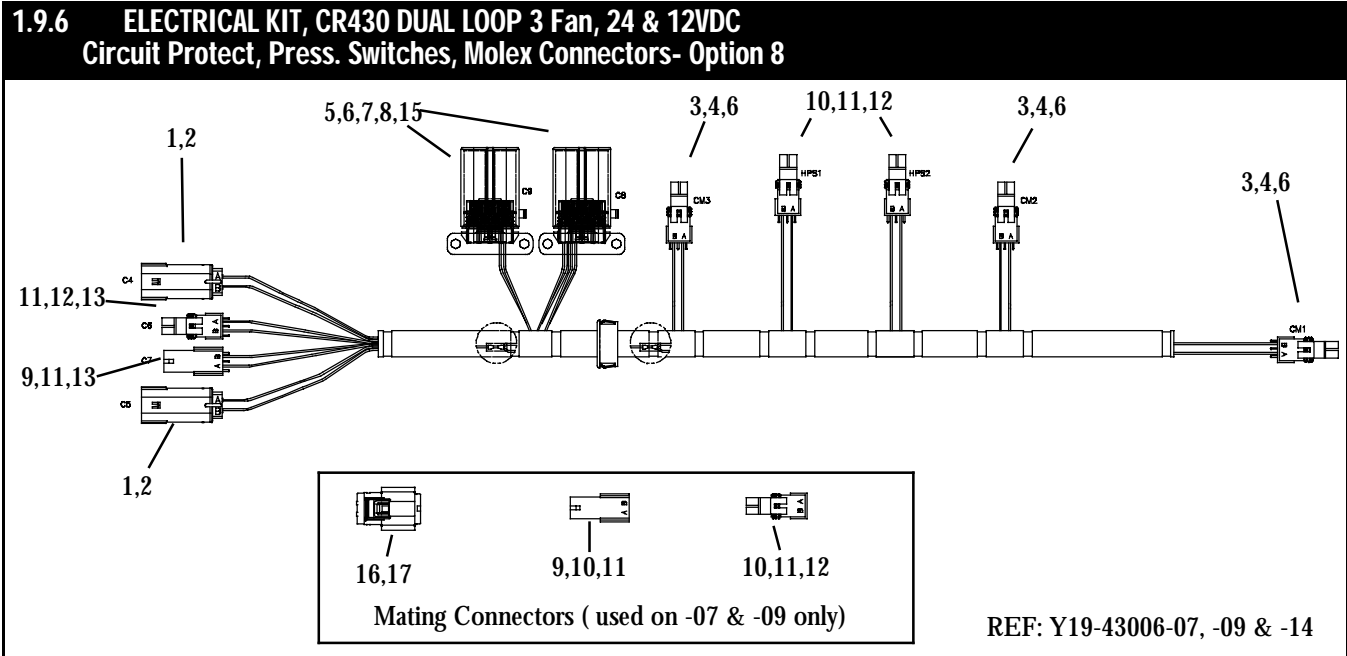 1.9.6 ELECTRICAL KIT, CR430 DUAL LOOP 3 Fan, 24 & 12VDC
Circuit Protect, Press. Switches, Molex Connectors- Option 8
5,6,7,8,15
3,4,6
10,11,12
3,4,6
1,2
3,4,6
C9
C8
CM3
B A
HPS1
B A
HPS2
B A
CM2
B A
C4
A
B
11,12,13
C6
A
B
C7
B
A
9,11,13
C5
A
B
CM1
B
A
1,2
16,17
B
A
9,10,11
A
B
10,11,12
Mating Connectors ( used on -07 & -09 only)
REF: Y19-43006-07, -09 & -14